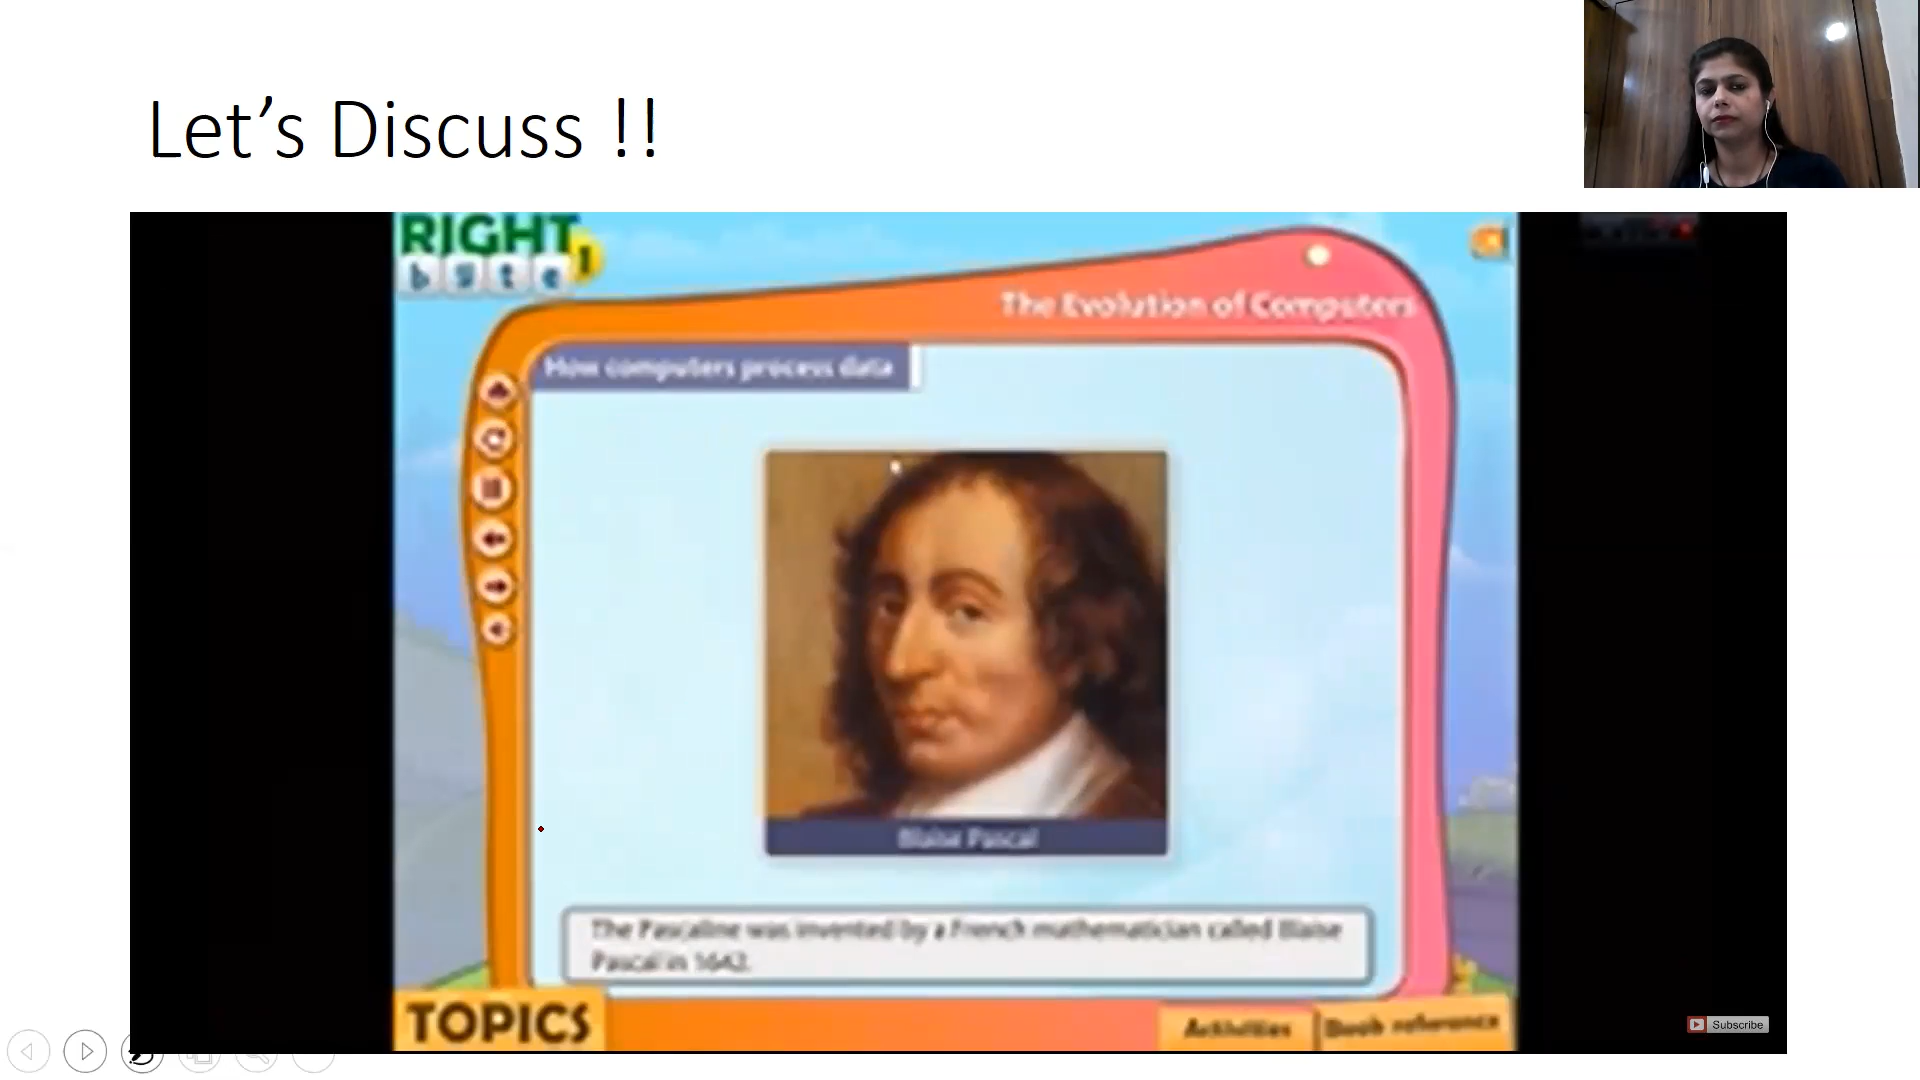 Let's Discuss !!
RIGHT
byte 1
The Evolution of Computers
How computers process data
Blaise Pascal
The Pascaline was invented by a French mathematician called Blaise
Pascal in 1642.
TOPICS
Activities
Book reference
Subscribe